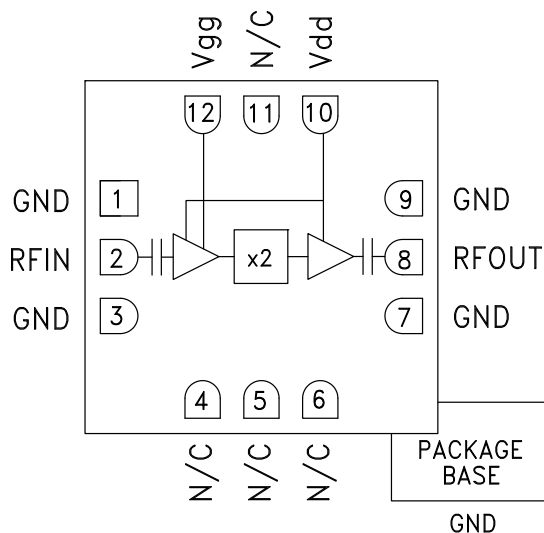 Vgg N/C Vdd
12 11 10
GND 1 9 GND
RFIN 2 x2 8 RFOUT
GND 3 7 GND
4 5 6
N/C N/C N/C
PACKAGE
BASE
GND